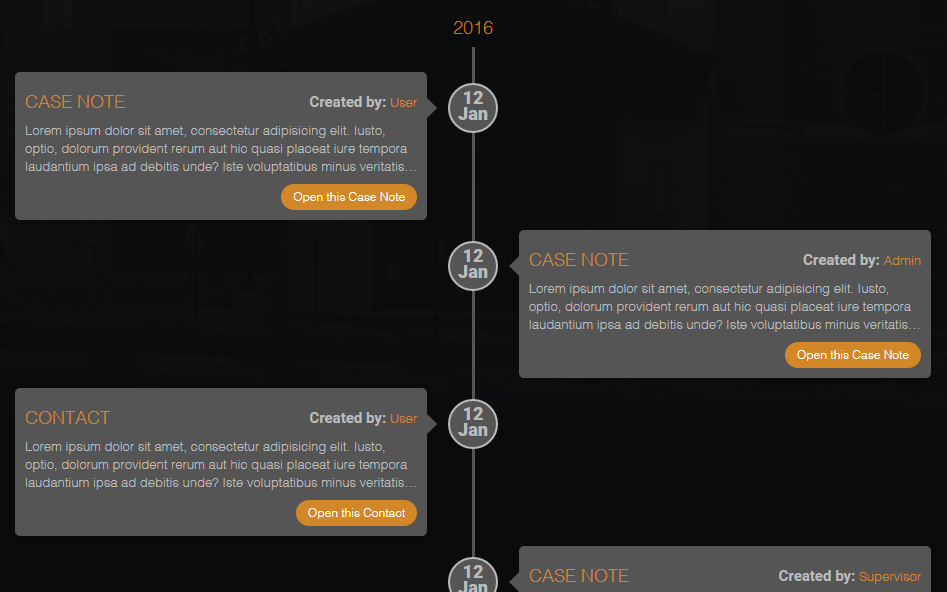 2016
CASE NOTE Created by: User
Lorem ipsum dolor sit amet, consectetur adipisicing elit. Iusto,
optio, dolorum provident rerum aut hic quasi placeat iure tempora
laudantium ipsa ad debitis unde? Iste voluptatibus minus veritatis...
Open this Case Note
12
Jan
12
Jan
CASE NOTE Created by: Admin
Lorem ipsum dolor sit amet, consectetur adipisicing elit. Iusto,
optio, dolorum provident rerum aut hic quasi placeat iure tempora
laudantium ipsa ad debitis unde? Iste voluptatibus minus veritatis...
Open this Case Note
CONTACT Created by: User
Lorem ipsum dolor sit amet, consectetur adipisicing elit. Iusto,
optio, dolorum provident rerum aut hic quasi placeat iure tempora
laudantium ipsa ad debitis unde? Iste voluptatibus minus veritatis...
Open this Contact
12
Jan
12
Jan
CASE NOTE Created by: Supervisor